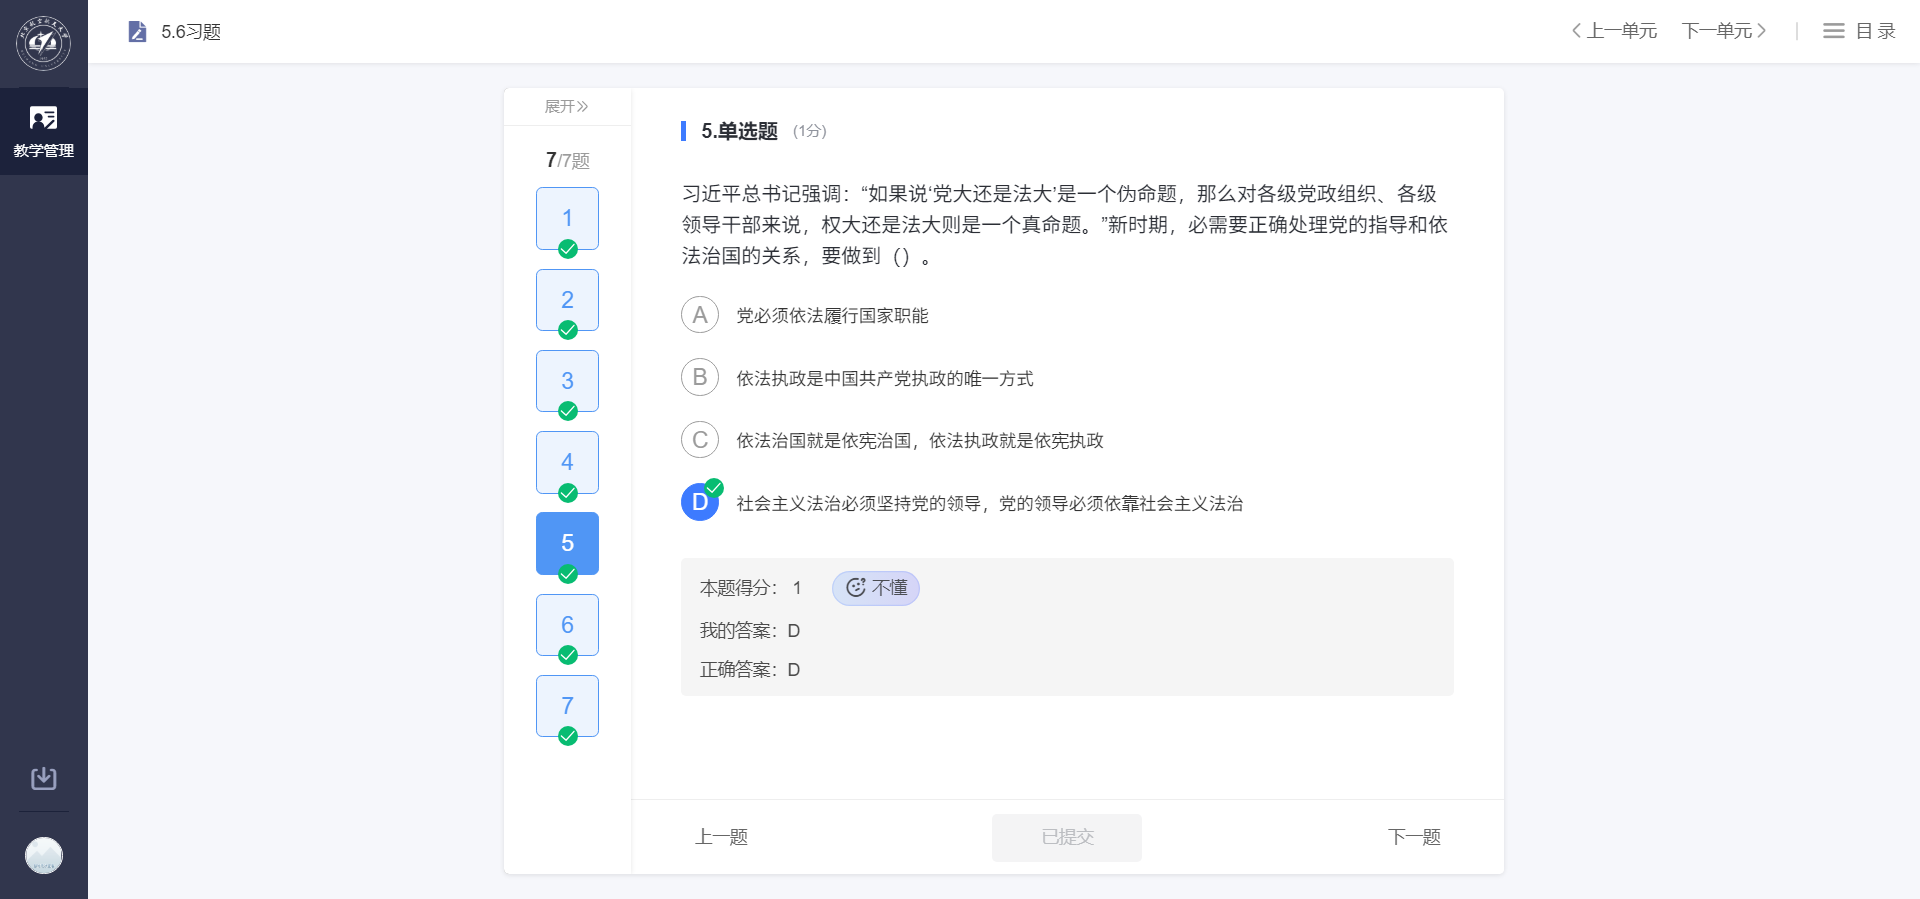 5.6习题
上一单元
下一单元
目录
教学管理
展开
7/7题
1
2
3
4
5
6
7
5.单选题 (1分)
习近平总书记强调：“如果说‘党大还是法大’是一个伪命题，那么对各级党政组织、各级
领导干部来说，权大还是法大则是一个真命题。”新时期，必需要正确处理党的指导和依
法治国的关系，要做到（）。
A 党必须依法履行国家职能
B 依法执政是中国共产党执政的唯一方式
C 依法治国就是依宪治国，依法执政就是依宪执政
D 社会主义法治必须坚持党的领导，党的领导必须依靠社会主义法治
本题得分： 1 不懂
我的答案：D
正确答案：D
上一题
已提交
下一题